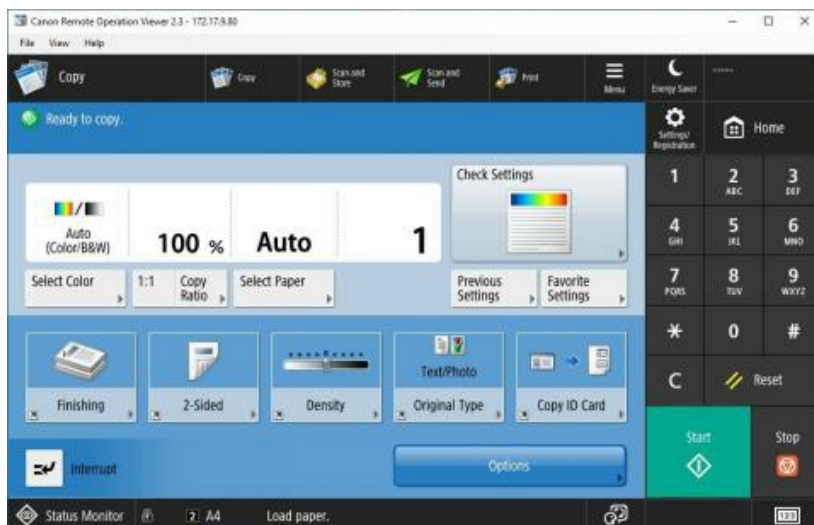 Canon Remote Operation Viewer 2.3 - 172.17.9.80
File View Help
Copy
Copy
Scan and Store
Scan and Send
Print
Menu
Energy Saver
-----
Ready to copy.
Settings/
Registration
Home
Check Settings
Auto
(Color/B&W)
100 %
Auto
1
Select Color
1:1 Copy Ratio
Select Paper
Previous Settings
Favorite Settings
1
2 ABC
3 DEF
4 GHI
5 JKL
6 MNO
7 PQRS
8 TUV
9 WXYZ
* 0 #
C
Reset
Text/Photo
Finishing
2-Sided
Density
Original Type
Copy ID Card
Interrupt
Options
Start
Stop
Status Monitor
2 A4
Load paper.
123